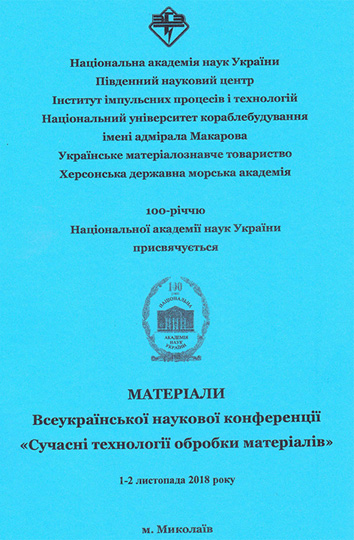 Національна академія наук України
Південний науковий центр
Інститут імпульсних процесів і технологій
Національний університет кораблебудування
імені адмірала Макарова
Українське матеріалознавче товариство
Херсонська державна морська академія
100-річчю
Національної академії наук України
присвячується
100
НАЦІОНАЛЬНА
АКАДЕМІЯ
НАУК
УКРАЇНИ
МАТЕРІАЛИ
Всеукраїнської наукової конференції
«Сучасні технології обробки матеріалів»
1-2 листопада 2018 року
м. Миколаїв